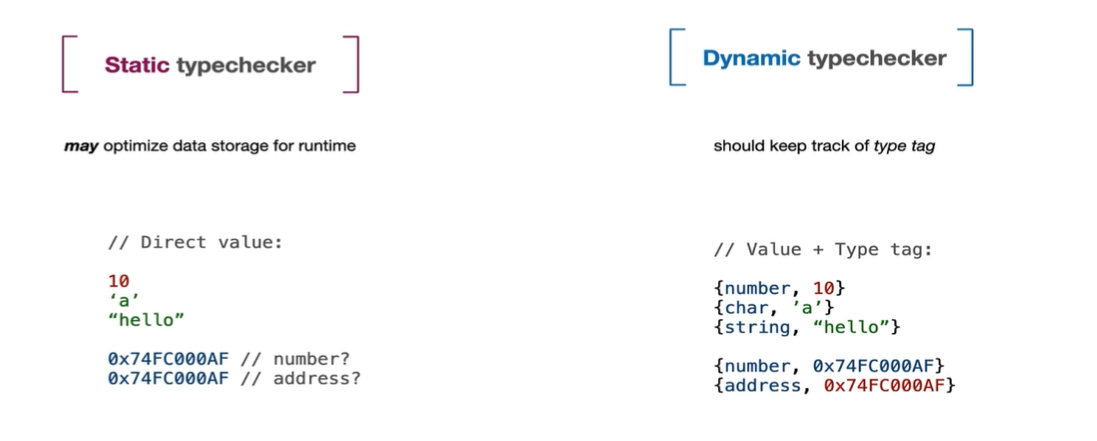 Static typechecker
may optimize data storage for runtime
// Direct value:
10
‘a’
“hello”
0x74FC000AF // number?
0x74FC000AF // address?
Dynamic typechecker
should keep track of type tag
// Value + Type tag:
{number, 10}
{char, ’a’}
{string, “hello”}
{number, 0x74FC000AF}
{address, 0x74FC000AF}